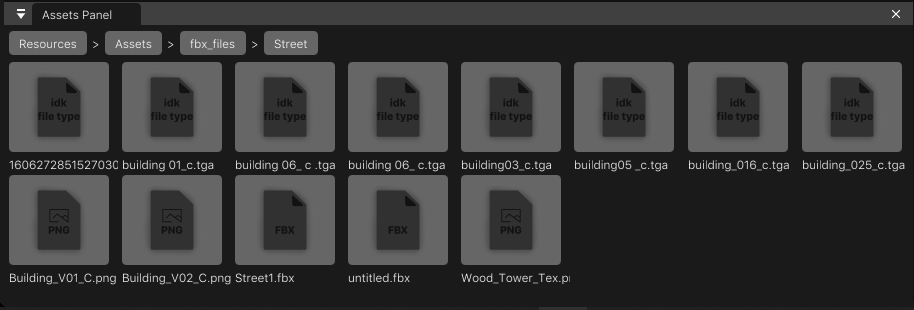 Assets Panel
Resources > Assets > fbx_files > Street
idk file type idk file type idk file type idk file type idk file type idk file type idk file type idk file type
1606272851527030 building 01_c.tga building 06_ c .tga building 06_ c.tga building03_c.tga building05 _c.tga building_016_c.tga building_025_c.tga
PNG PNG FBX FBX PNG
Building_V01_C.png Building_V02_C.png Street1.fbx untitled.fbx Wood_Tower_Tex.p